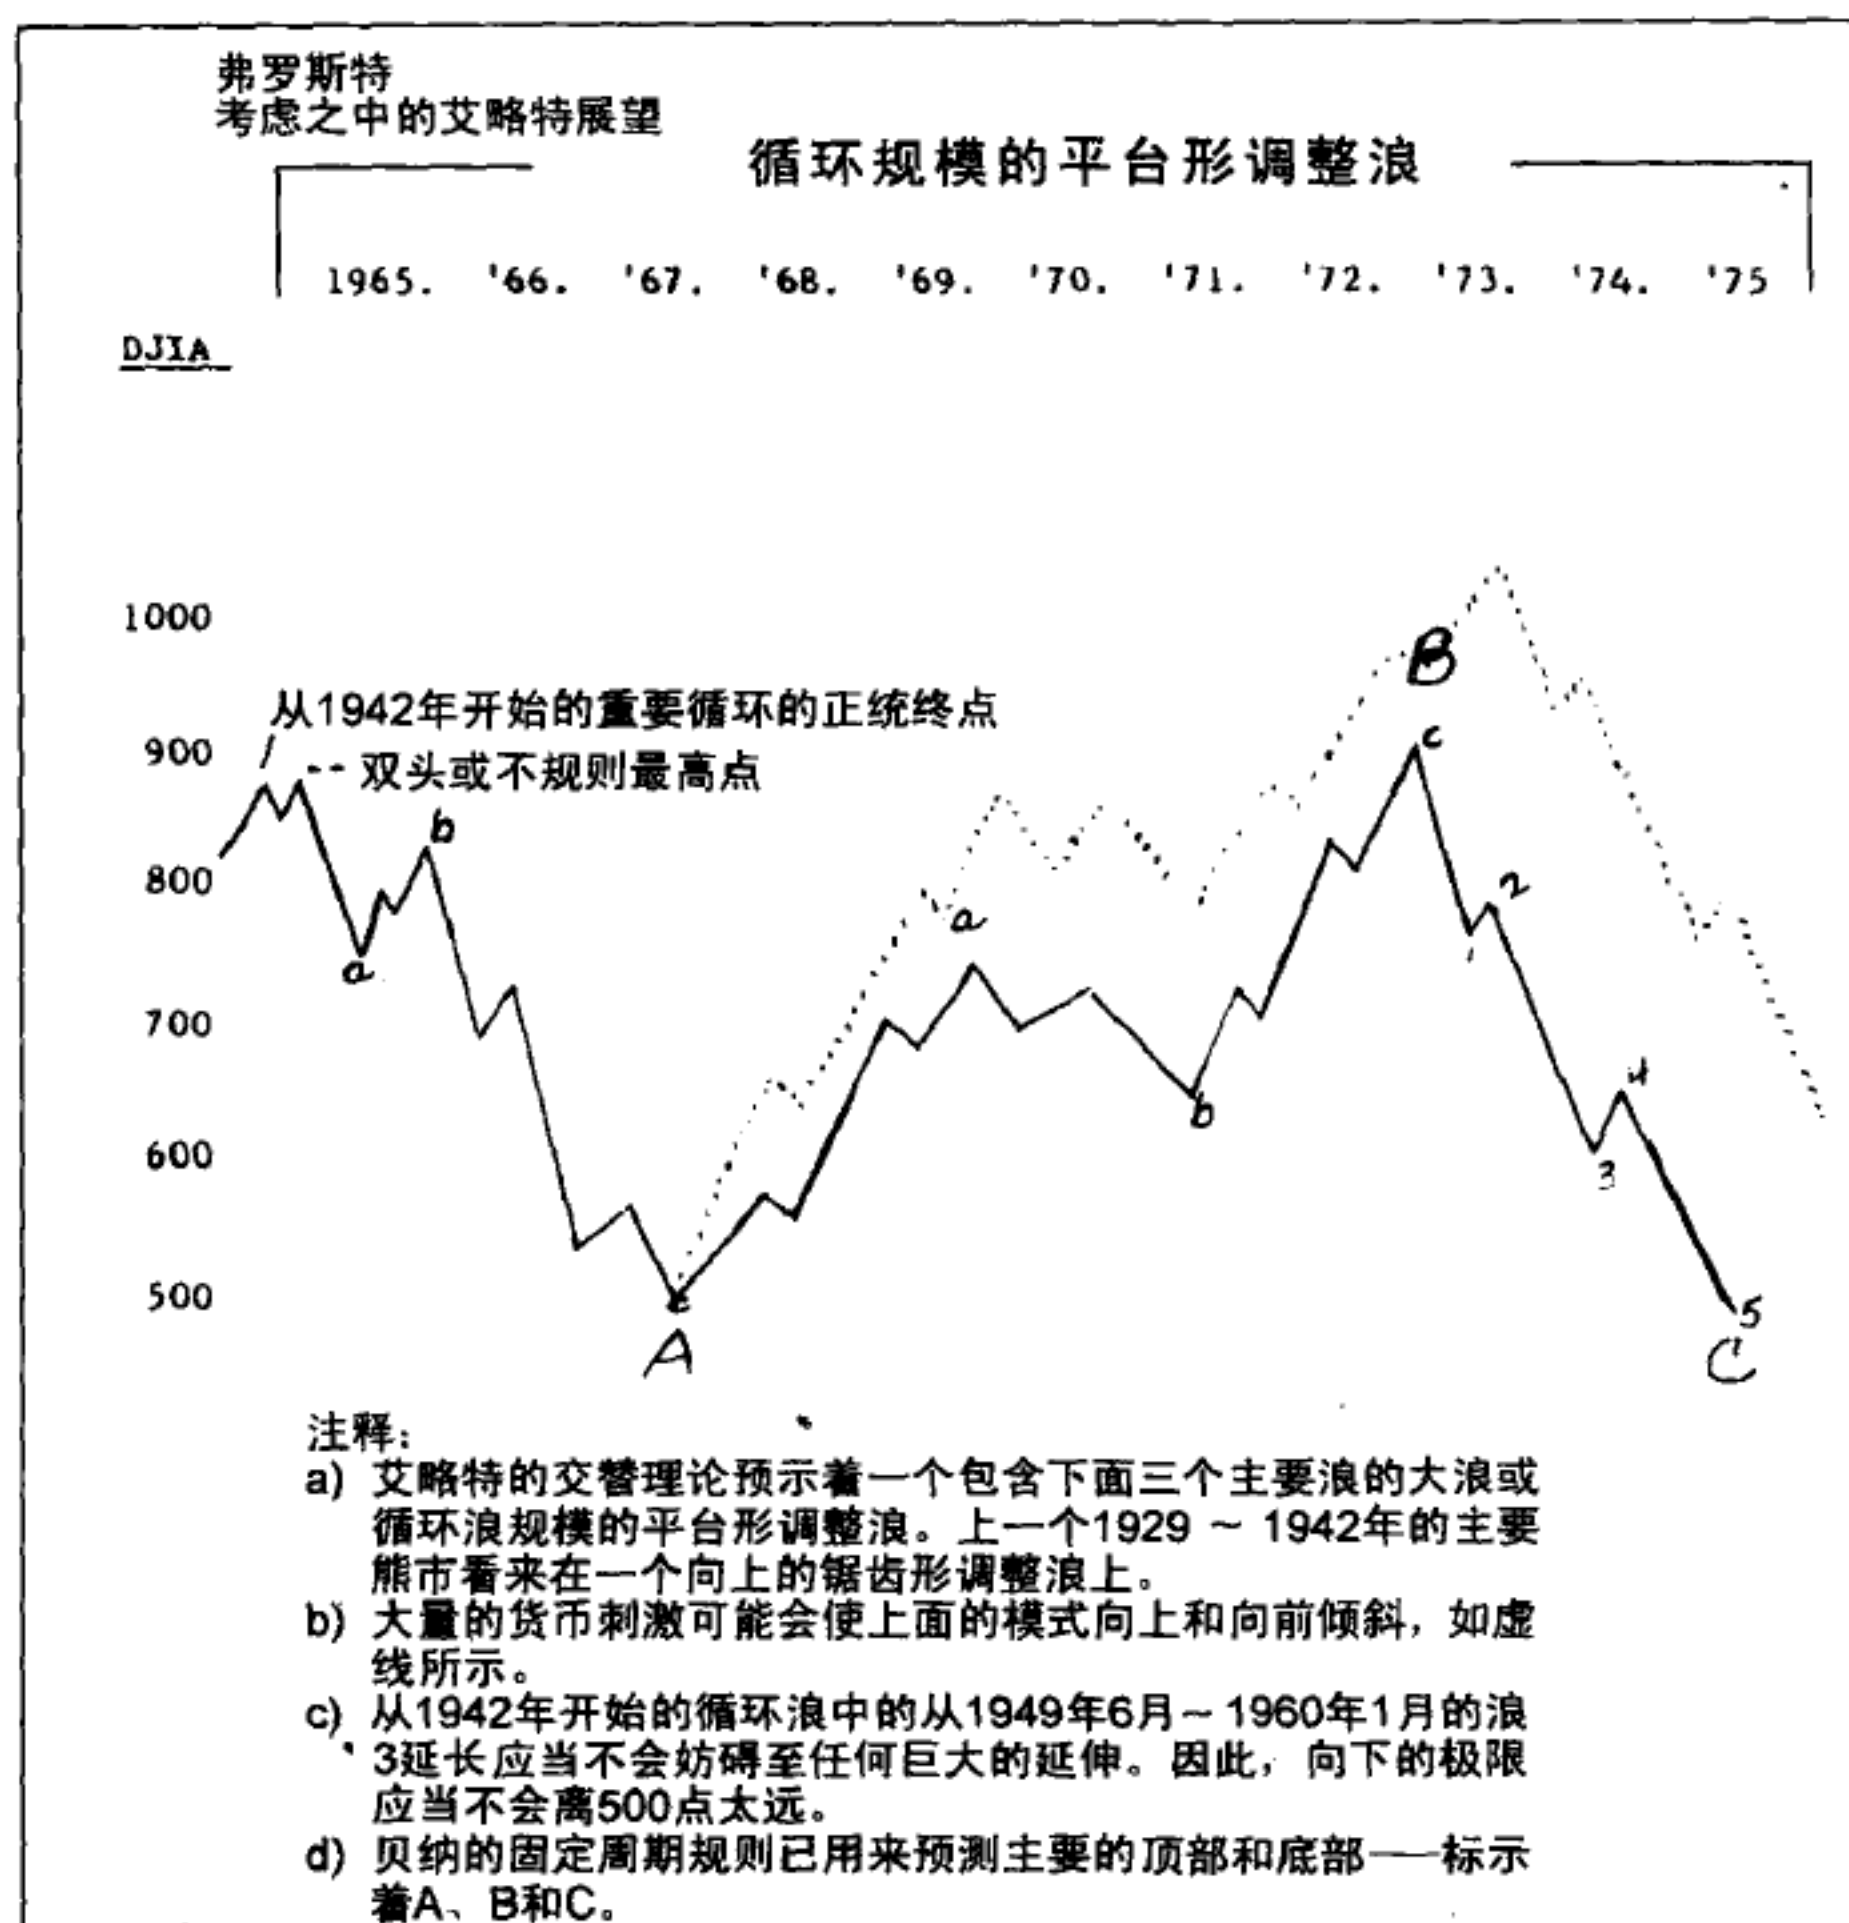 弗罗斯特
考虑之中的艾略特展望
循环规模的平台形调整浪
1965. '66. '67. '68. '69. '70. '71. '72. '73. '74. '75
DJIA
1000
从1942年开始的重要循环的正统终点
900
双头或不规则最高点
800
700
600
500
B
c
b
a
a
2
1
b
4
3
c
A
5
C
注释:
a) 艾略特的交替理论预示着一个包含下面三个主要浪的大浪或
循环浪规模的平台形调整浪。上一个1929 ~ 1942年的主要
熊市看来在一个向上的锯齿形调整浪上。
b) 大量的货币刺激可能会使上面的模式向上和向前倾斜,如虚
线所示。
c) 从1942年开始的循环浪中的从1949年6月~1960年1月的浪
3延长应当不会妨碍至任何巨大的延伸。因此,向下的极限
应当不会离500点太远。
d) 贝纳的固定周期规则已用来预测主要的顶部和底部——标示
着A、B和C。